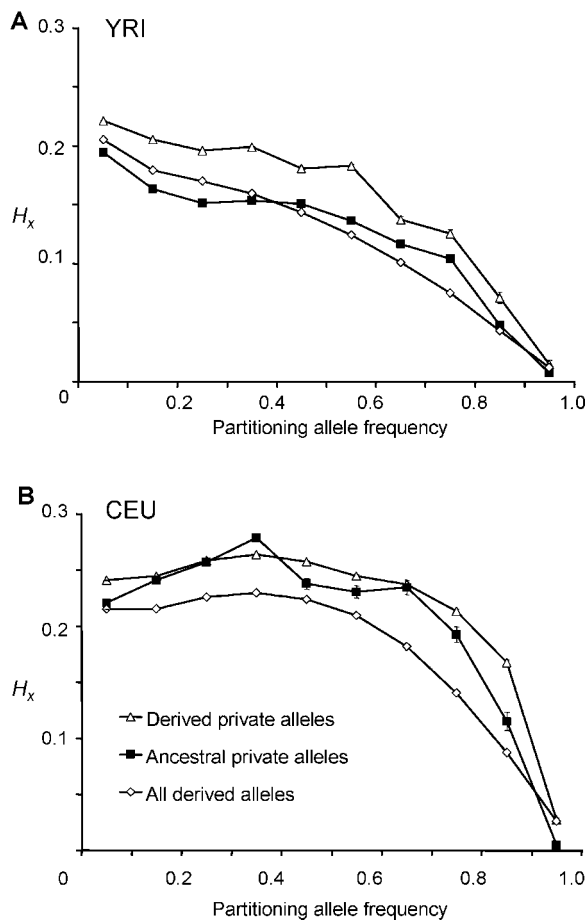 A YRI
0.3
0.2
Hx
0.1
0
0.2 0.4 0.6 0.8 1.0
Partitioning allele frequency
B CEU
0.3
0.2
Hx
Derived private alleles
0.1
Ancestral private alleles
All derived alleles
0 0.2 0.4 0.6 0.8 1.0
Partitioning allele frequency